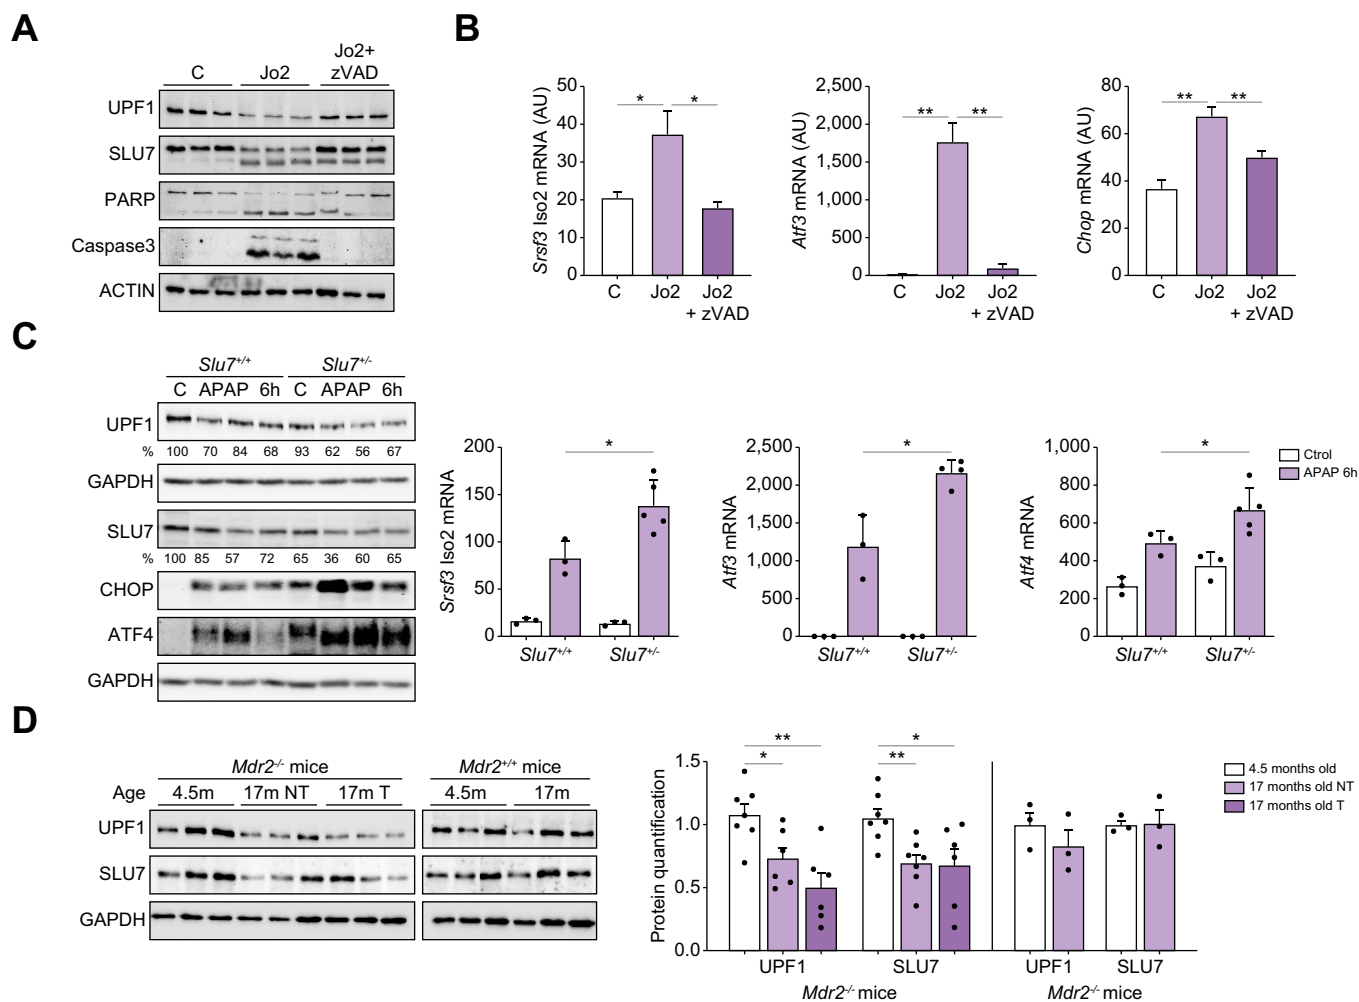 A
C Jo2 Jo2+ zVAD
UPF1
SLU7
PARP
Caspase3
ACTIN
B
Srsf3 Iso2 mRNA (AU)
50
40
30
20
10
0
C Jo2 Jo2 + zVAD
* *
Atf3 mRNA (AU)
2,500
2,000
1,500
1,000
500
0
C Jo2 Jo2 + zVAD
** **
Chop mRNA (AU)
80
60
40
20
0
C Jo2 Jo2 + zVAD
** **
C
Slu7+/+ Slu7+/-
C APAP 6h C APAP 6h
UPF1
% 100 70 84 68 93 62 56 67
GAPDH
SLU7
% 100 85 57 72 65 36 60 65
CHOP
ATF4
GAPDH
Srsf3 Iso2 mRNA
200
150
100
50
0
*
Slu7+/+ Slu7+/-
Atf3 mRNA
2,500
2,000
1,500
1,000
500
0
*
Slu7+/+ Slu7+/-
Atf4 mRNA
1,000
800
600
400
200
0
*
Slu7+/+ Slu7+/-
Ctrol
APAP 6h
D
Mdr2-/- mice Mdr2+/+ mice
Age 4.5m 17m NT 17m T 4.5m 17m
UPF1
SLU7
GAPDH
Protein quantification
1.5
1.0
0.5
0.0
** *
* **
UPF1 SLU7 UPF1 SLU7
Mdr2-/- mice Mdr2-/- mice
4.5 months old
17 months old NT
17 months old T